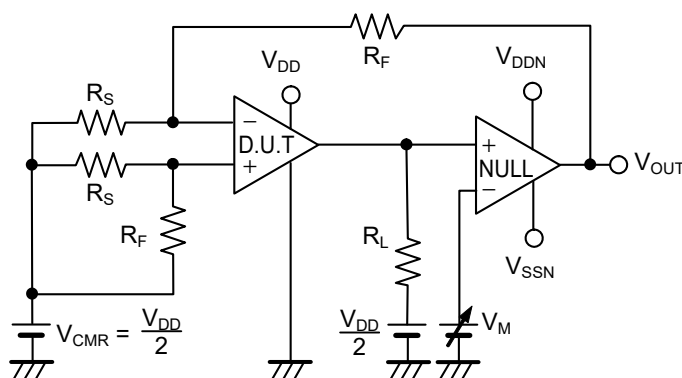 R_F
V_DD
V_DDN
R_S
−
D.U.T
+
+
NULL
−
V_OUT
R_S
R_F
R_L
V_SSN
V_CMR = V_DD/2
V_DD/2
V_M